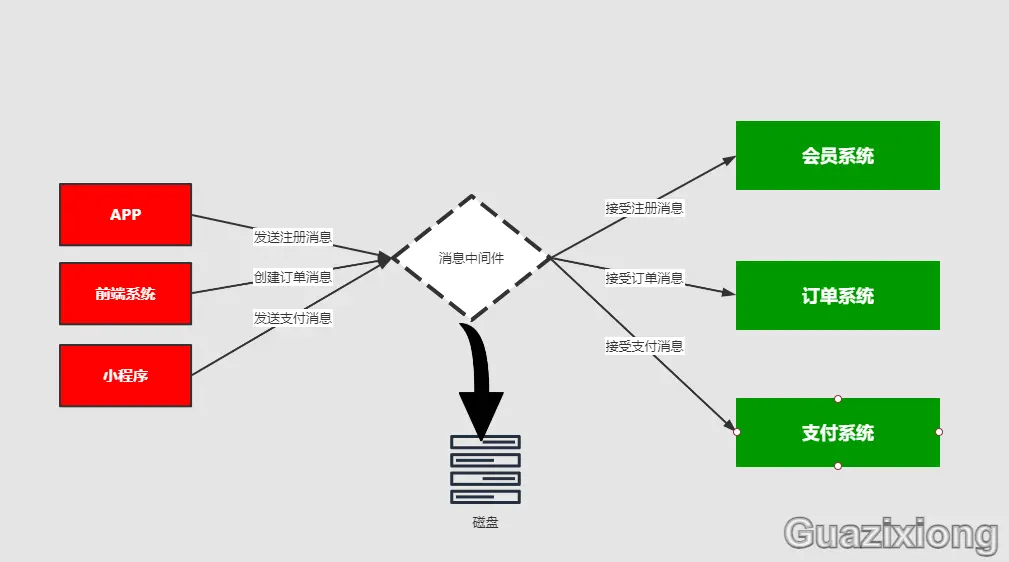 APP
前端系统
小程序
发送注册消息
创建订单消息
发送支付消息
消息中间件
磁盘
接受注册消息
接受订单消息
接受支付消息
会员系统
订单系统
支付系统
Guazixiong